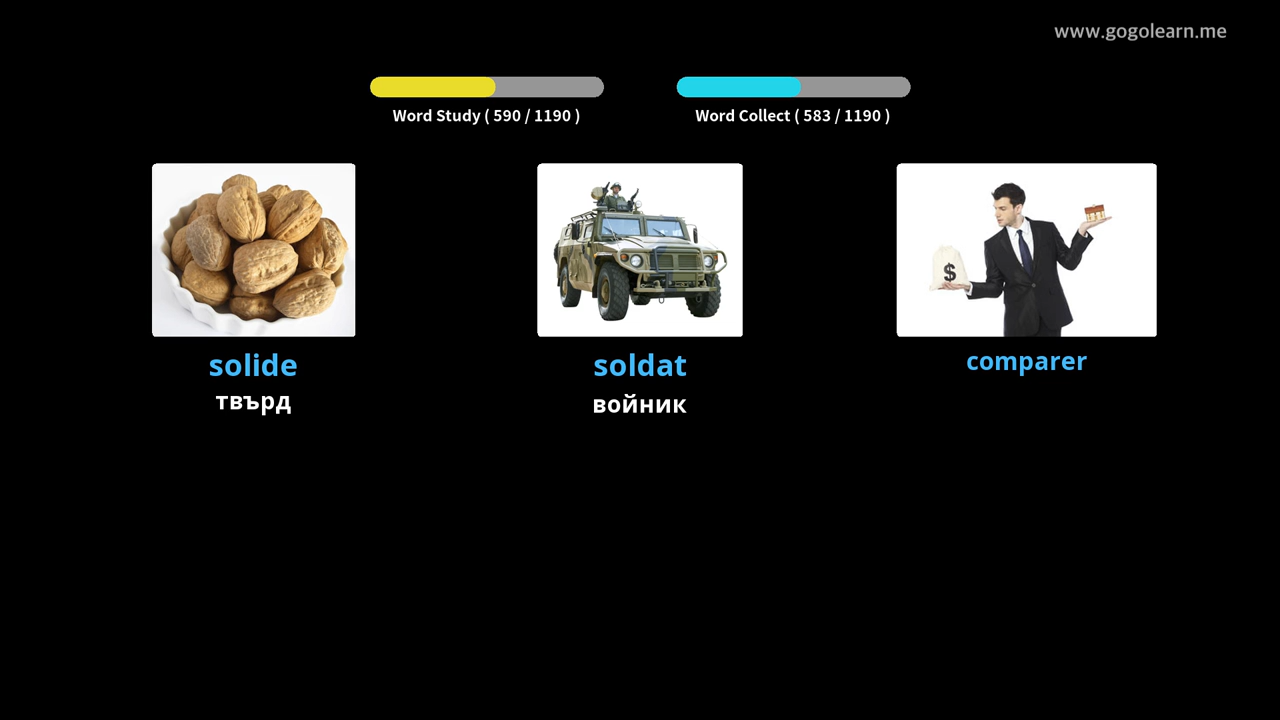 www.gogolearn.me
Word Study ( 590 / 1190 )
Word Collect ( 583 / 1190 )
$
solide
твърд
soldat
войник
comparer